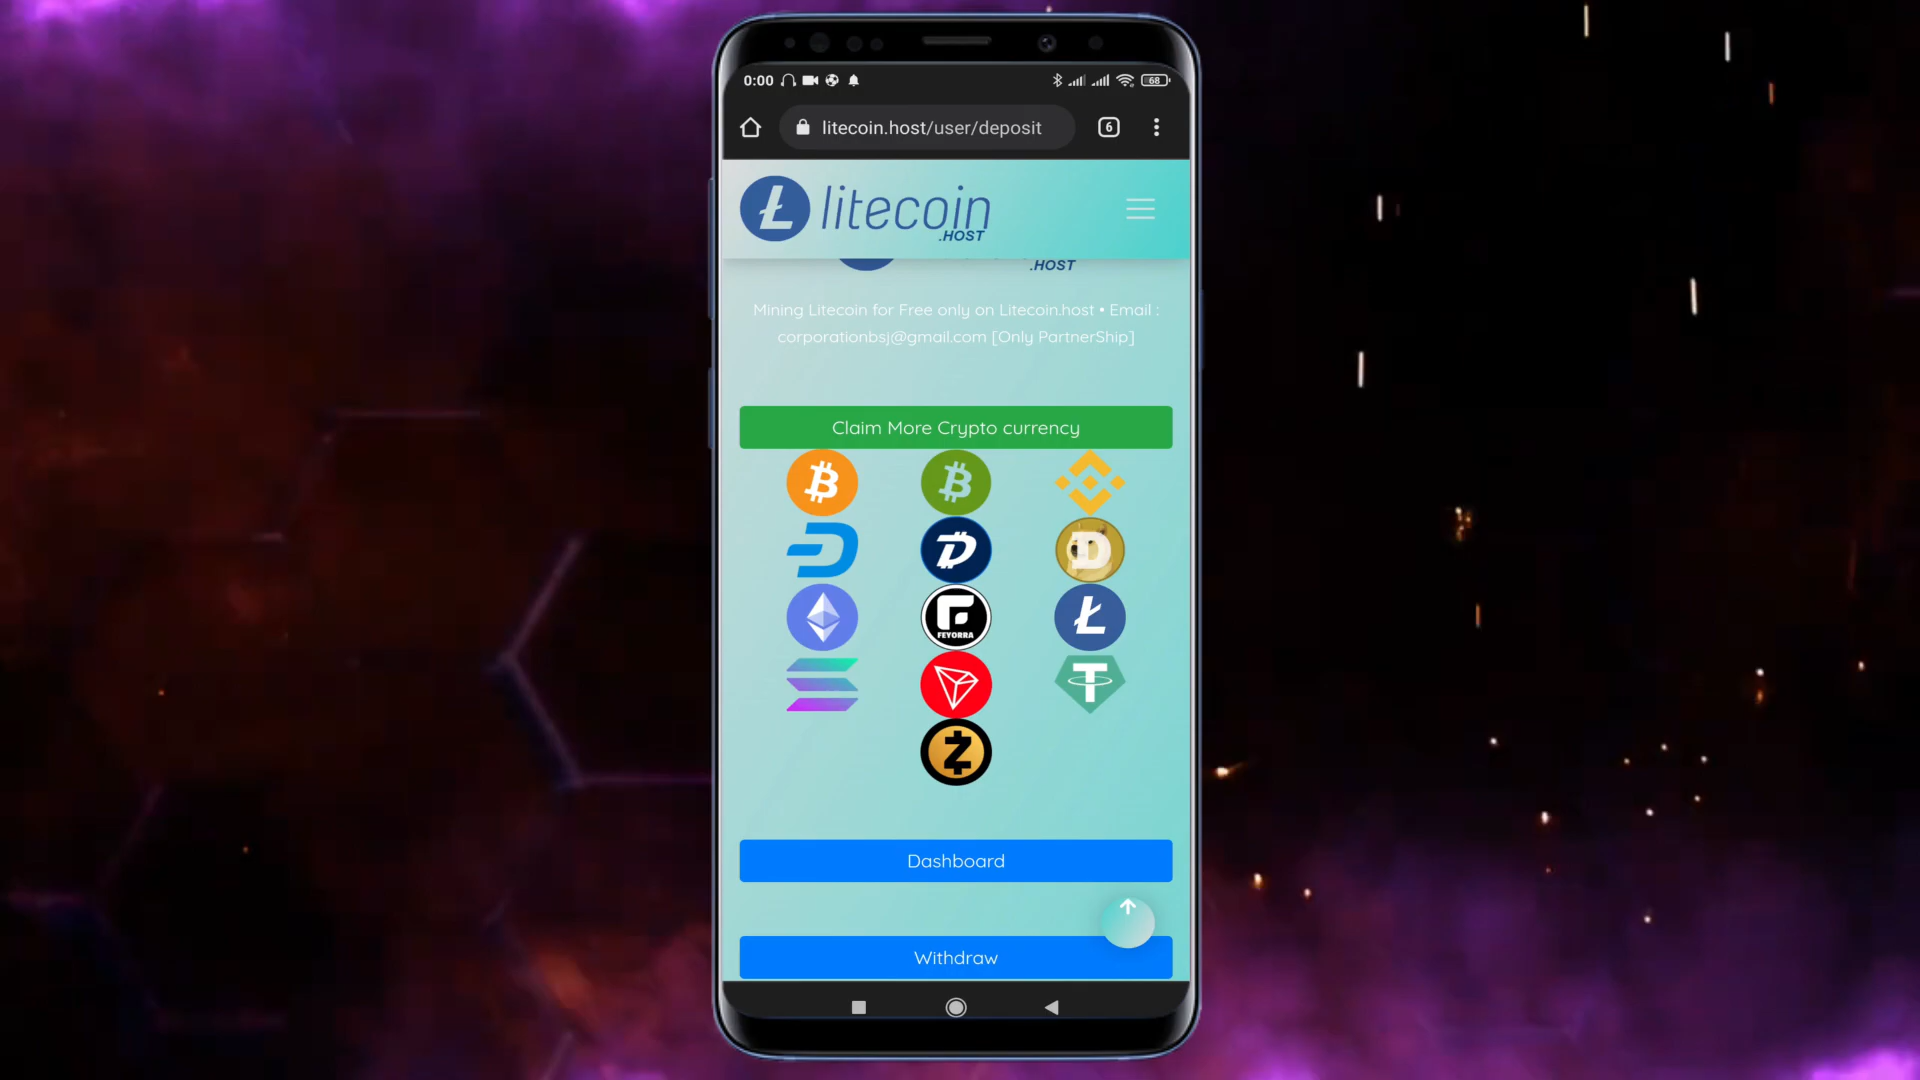 0:00
68
litecoin.host/user/deposit
6
litecoin
.HOST
.HOST
Mining Litecoin for Free only on Litecoin.host • Email :
corporationbsj@gmail.com [Only PartnerShip]
Claim More Crypto currency
FEYORRA
Dashboard
Withdraw